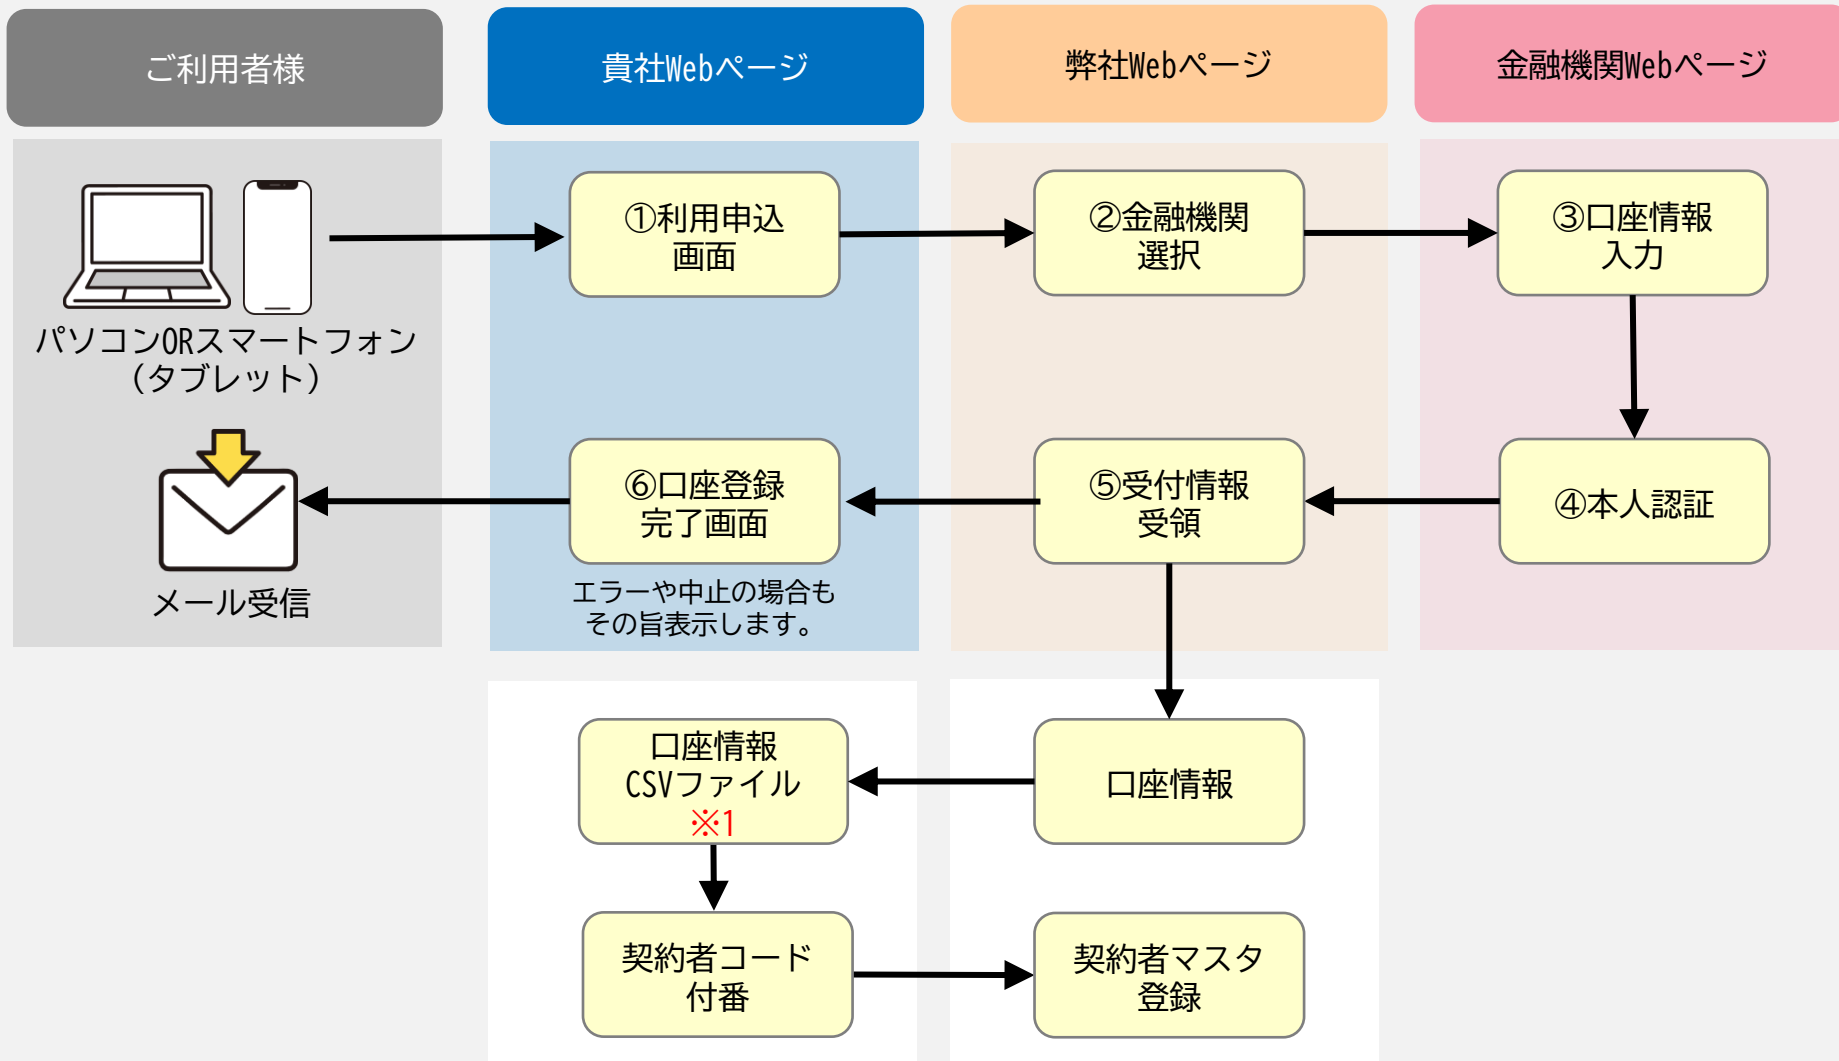 ご利用者様
貴社Webページ
弊社Webページ
金融機関Webページ
①利用申込
画面
②金融機関
選択
③口座情報
入力
パソコンORスマートフォン
（タブレット）
⑥口座登録
完了画面
⑤受付情報
受領
④本人認証
メール受信
エラーや中止の場合も
その旨表示します。
口座情報
CSVファイル
※1
口座情報
契約者コード
付番
契約者マスタ
登録